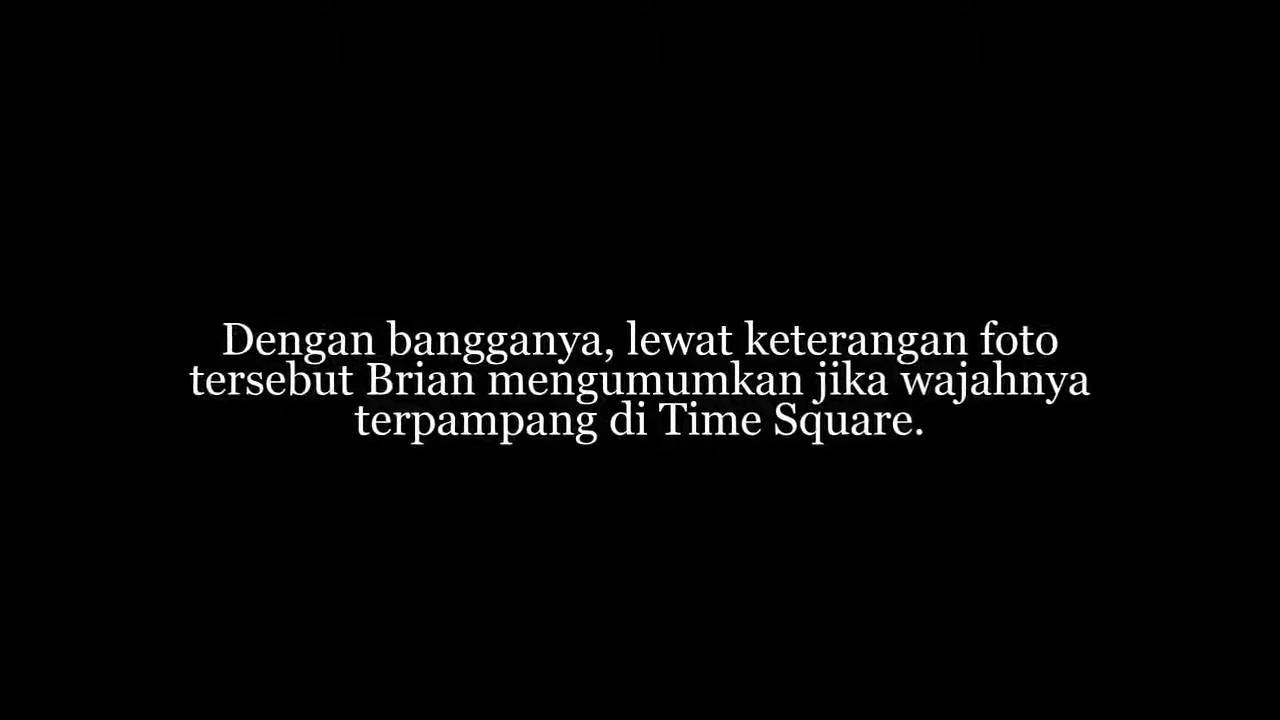 Dengan bangganya, lewat keterangan foto
tersebut Brian mengumumkan jika wajahnya
terpampang di Time Square.